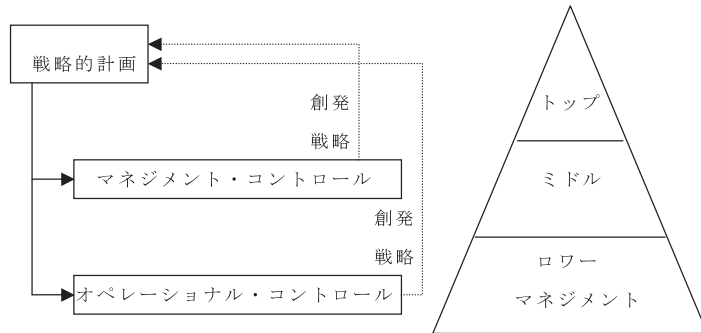 戦略的計画
創発
戦略
マネジメント・コントロール
創発
戦略
オペレーショナル・コントロール
トップ
ミドル
ロワー
マネジメント